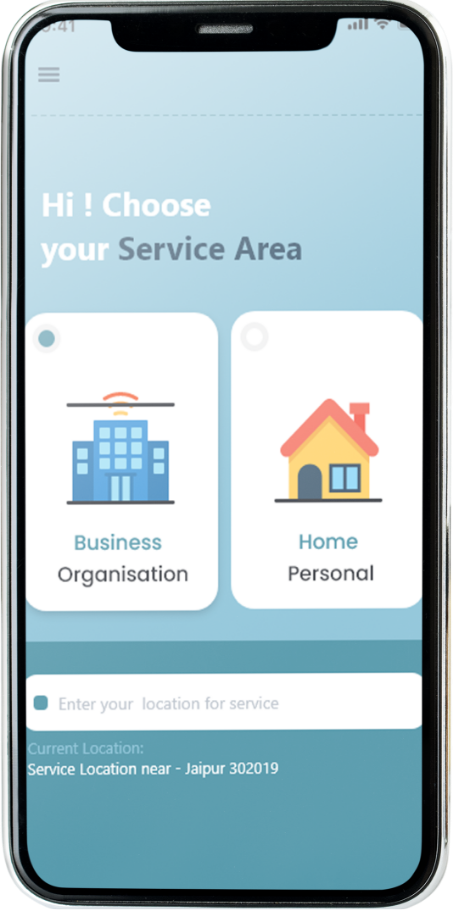 9:41
Hi ! Choose
your Service Area
Business
Organisation
Home
Personal
Enter your location for service
Current Location:
Service Location near - Jaipur 302019